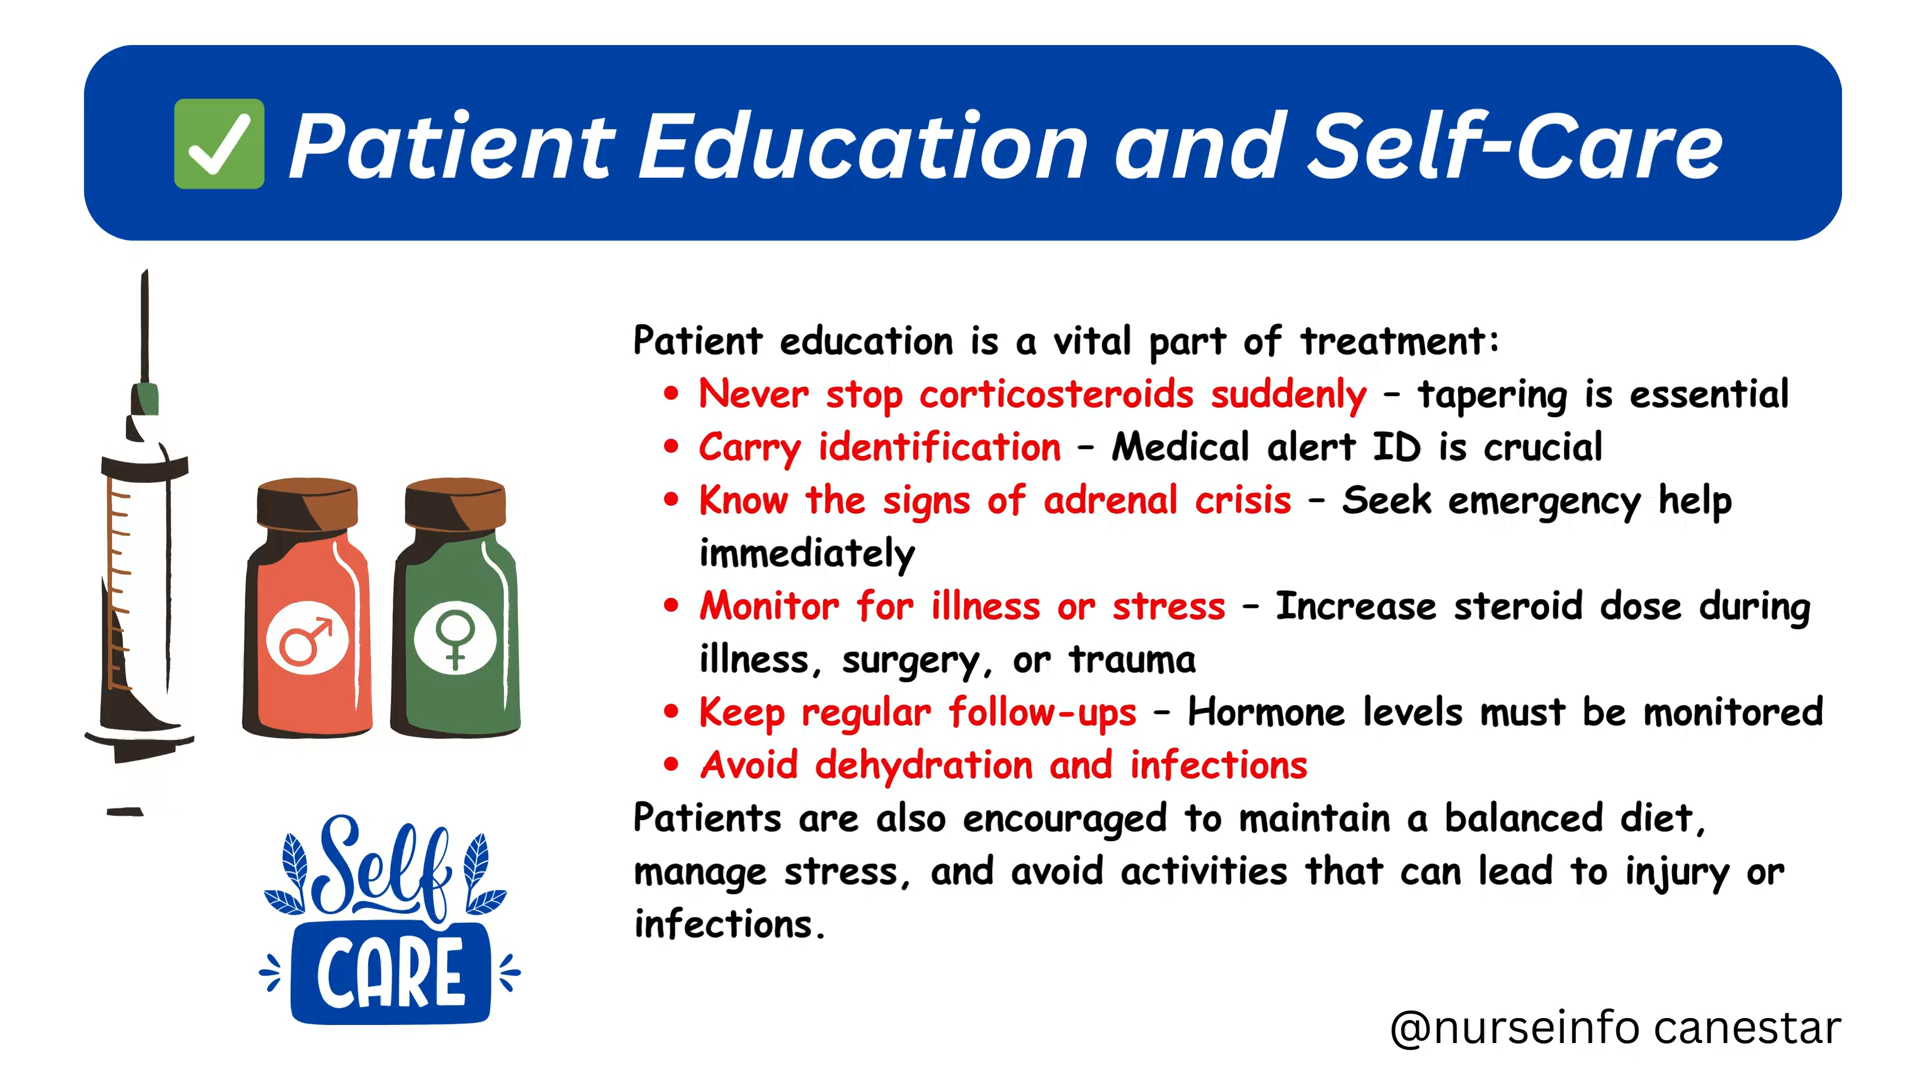 ✅ Patient Education and Self-Care
Patient education is a vital part of treatment:
• Never stop corticosteroids suddenly – tapering is essential
• Carry identification – Medical alert ID is crucial
• Know the signs of adrenal crisis – Seek emergency help
immediately
• Monitor for illness or stress – Increase steroid dose during
illness, surgery, or trauma
• Keep regular follow-ups – Hormone levels must be monitored
• Avoid dehydration and infections
Patients are also encouraged to maintain a balanced diet,
manage stress, and avoid activities that can lead to injury or
infections.
Self
CARE
@nurseinfo canestar